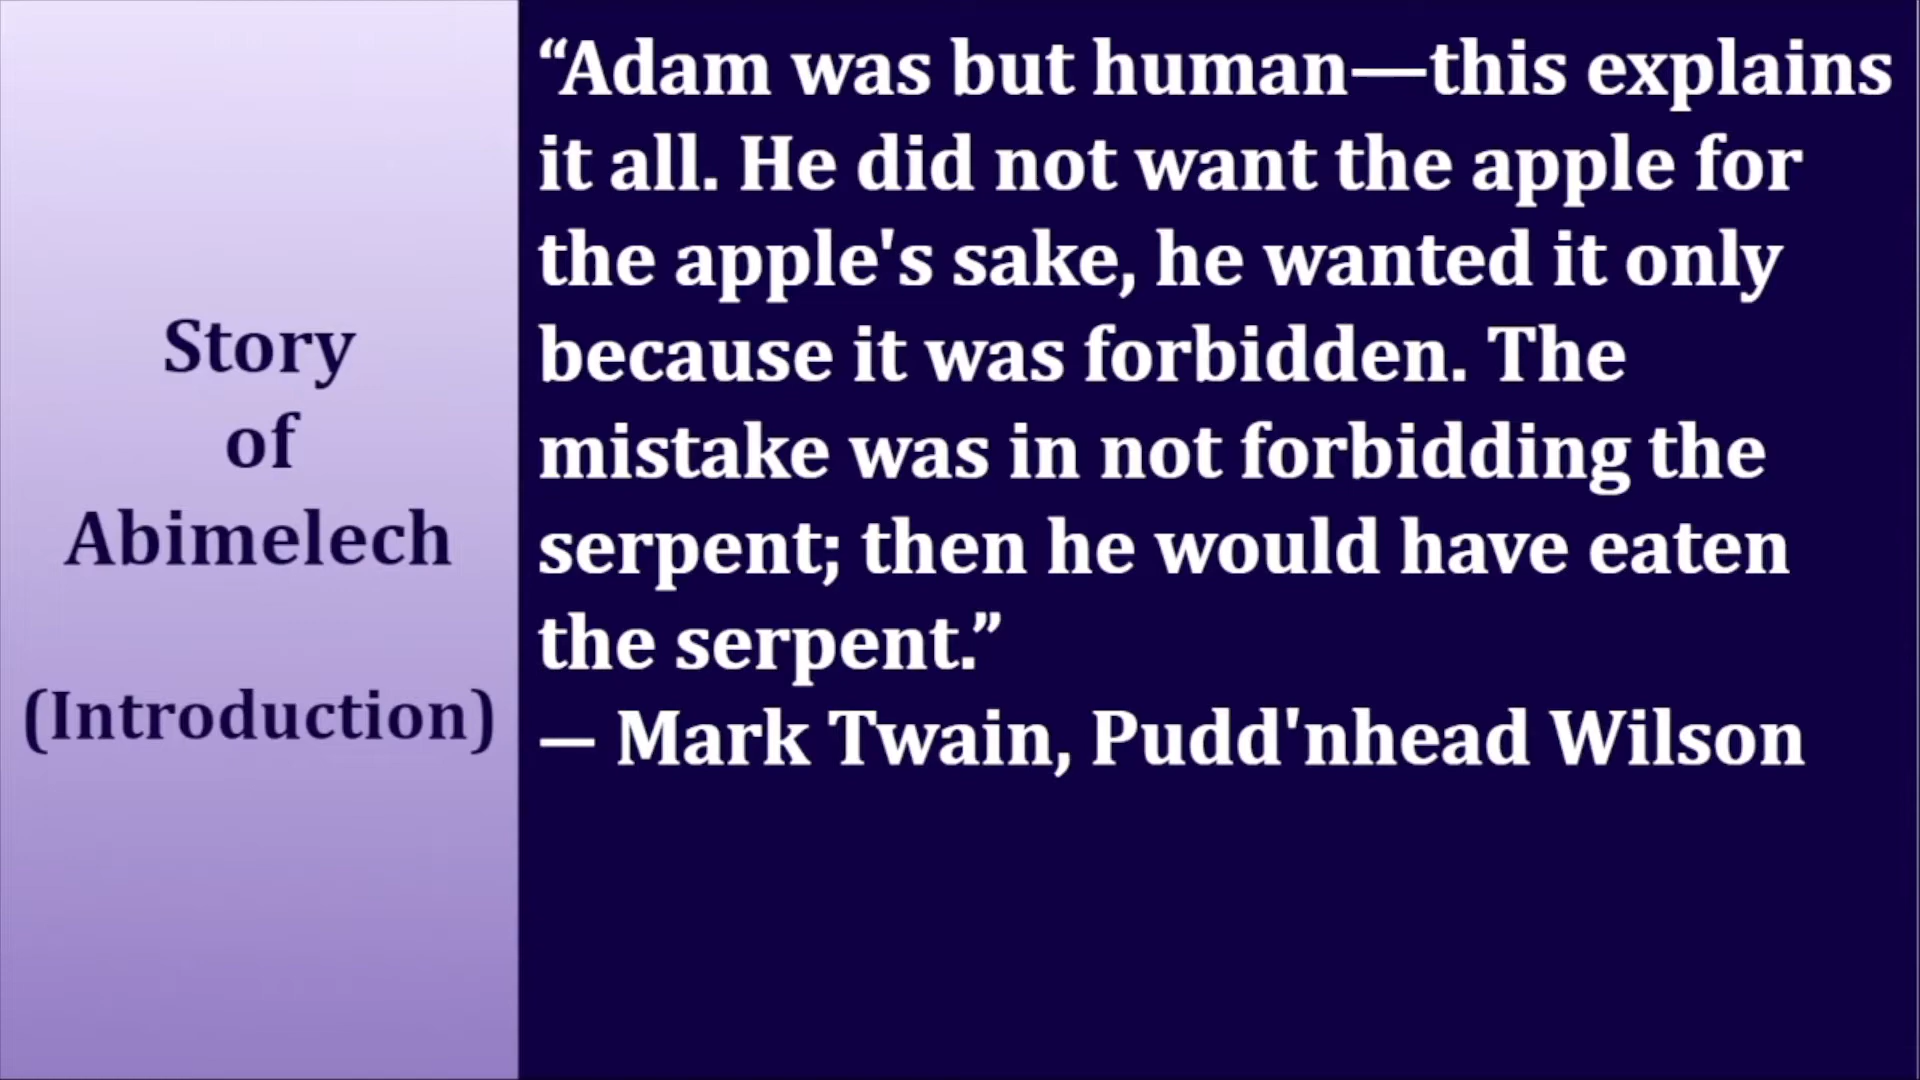 Story
of
Abimelech
(Introduction)
“Adam was but human—this explains
it all. He did not want the apple for
the apple's sake, he wanted it only
because it was forbidden. The
mistake was in not forbidding the
serpent; then he would have eaten
the serpent.”
— Mark Twain, Pudd'nhead Wilson